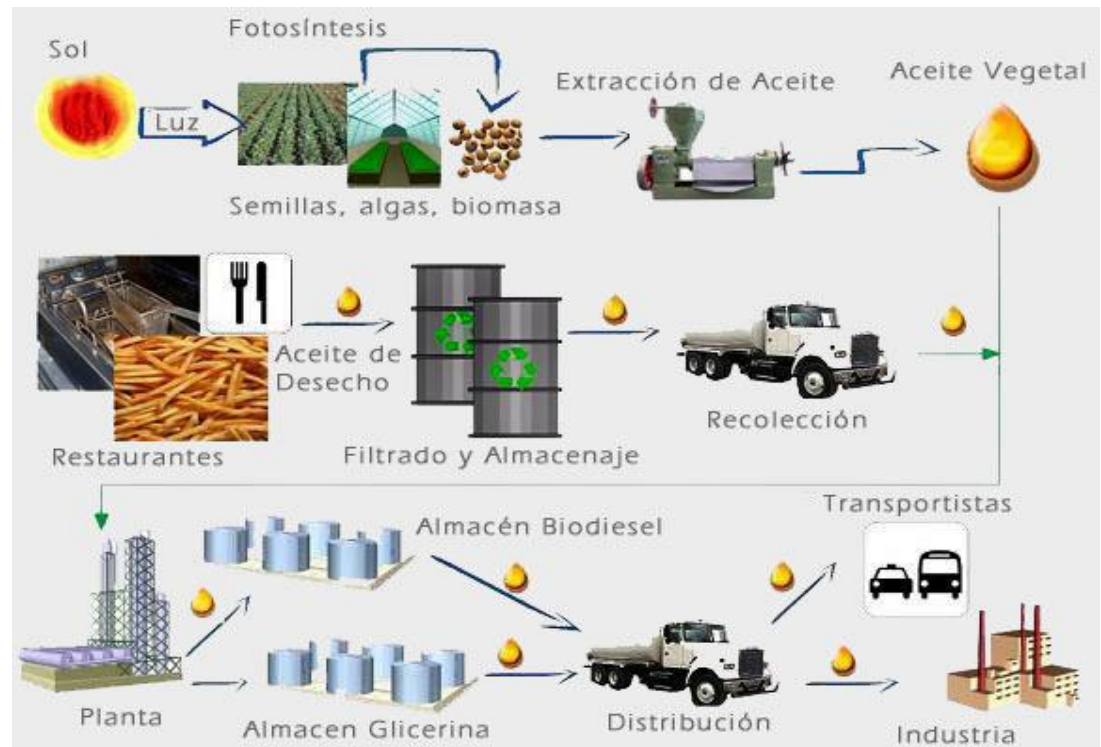 Sol
Fotosíntesis
Luz
Semillas, algas, biomasa
Extracción de Aceite
Aceite Vegetal
Restaurantes
Aceite de
Desecho
Filtrado y Almacenaje
Recolección
Planta
Almacén Biodiesel
Almacen Glicerina
Distribución
Transportistas
Industria